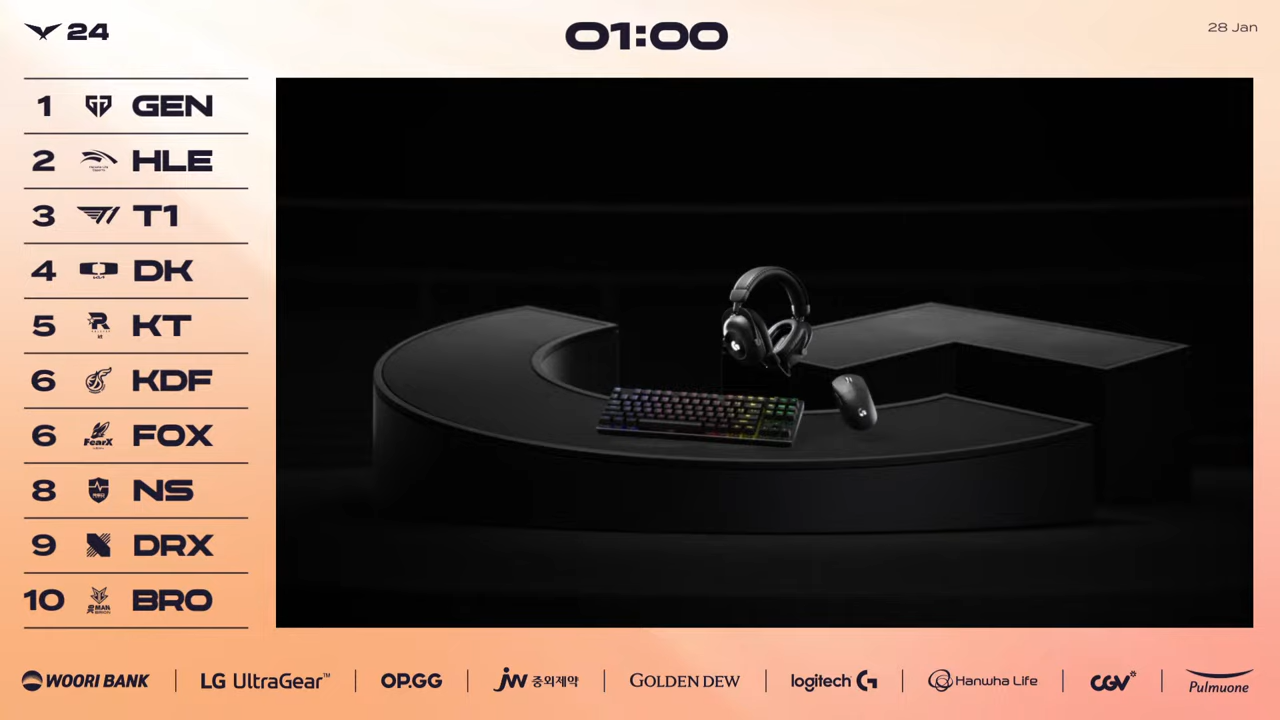 24
01:00
28 Jan
1 GEN
2 HLE
3 T1
4 DK
5 KT
6 KDF
6 FearX FOX
8 NS
9 DRX
10 BRO
WOORI BANK
LG UltraGear™
OP.GG
JW 중외제약
GOLDEN DEW
logitech G
Hanwha Life
CGV
Pulmuone